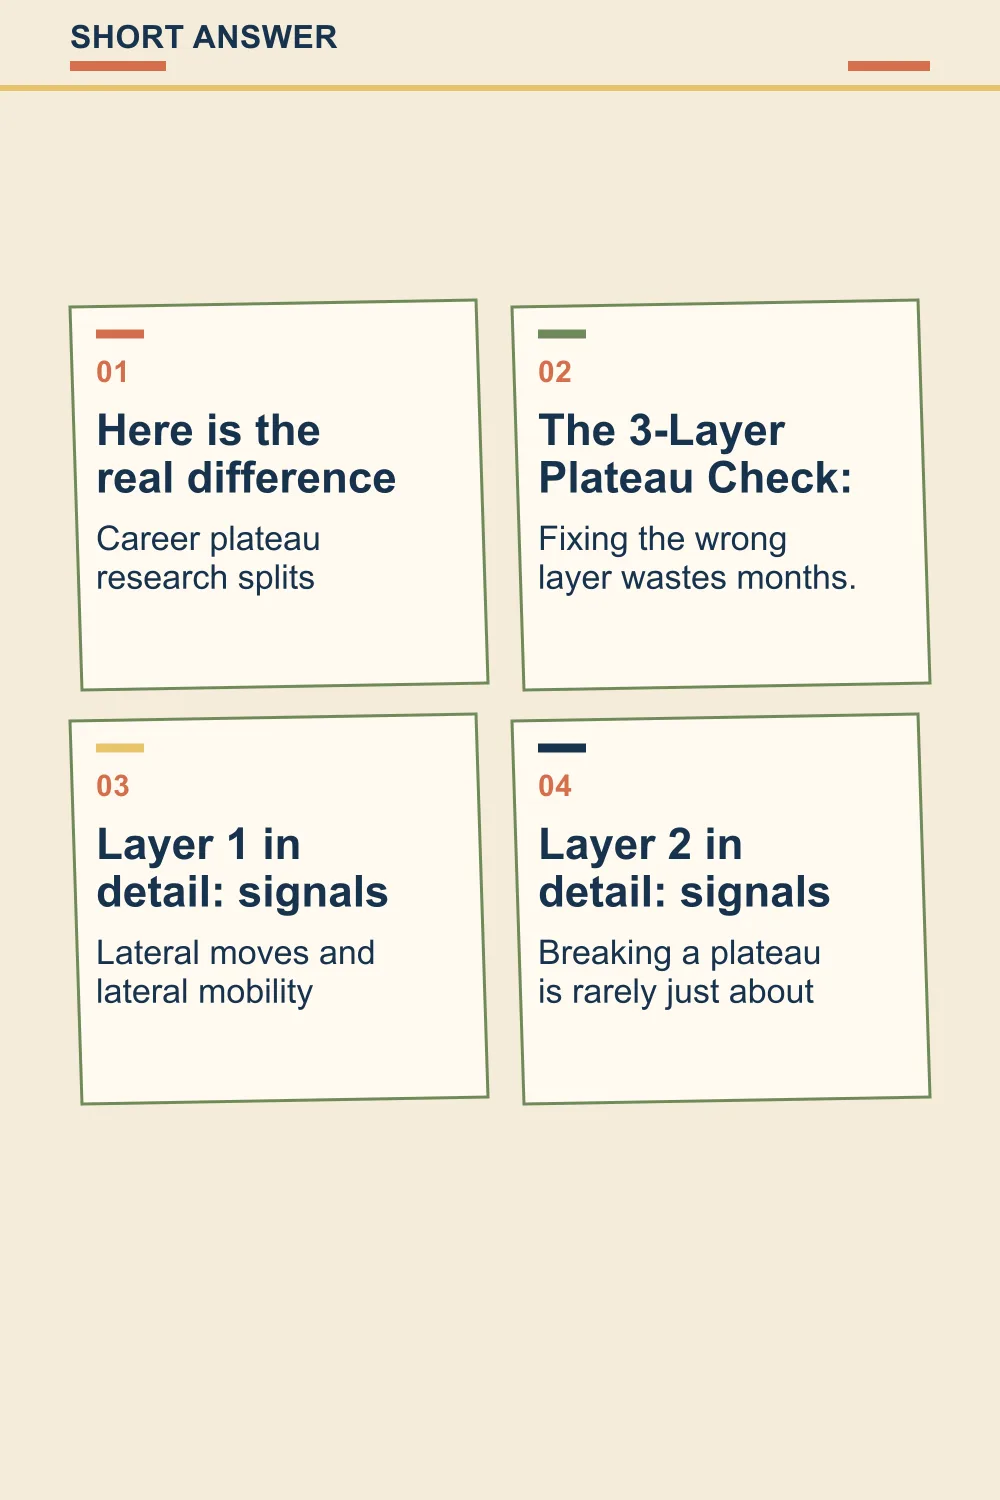 SHORT ANSWER
01
Here is the
real difference
Career plateau
research splits
02
The 3-Layer
Plateau Check:
Fixing the wrong
layer wastes months.
03
Layer 1 in
detail: signals
Lateral moves and
lateral mobility
04
Layer 2 in
detail: signals
Breaking a plateau
is rarely just about